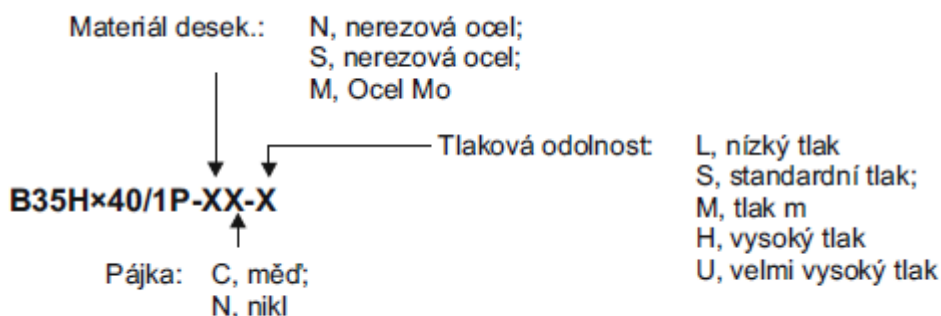 Materiál desek.: N, nerezová ocel;
S, nerezová ocel;
M, Ocel Mo
Tlaková odolnost: L, nízký tlak
S, standardní tlak;
M, tlak m
H, vysoký tlak
U, velmi vysoký tlak
B35H×40/1P-XX-X
Pájka: C, měď;
N, nikl